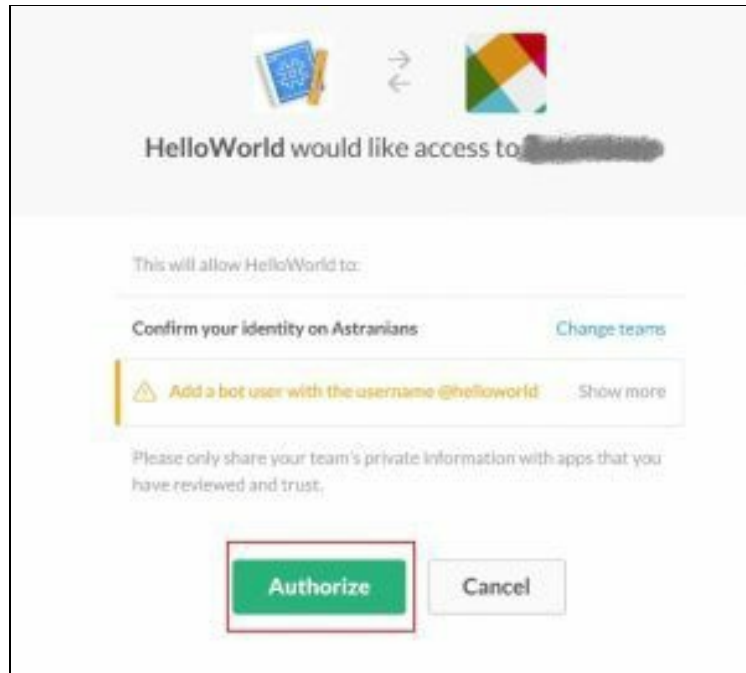 HelloWorld would like access to
This will allow HelloWorld to:
Confirm your identity on Astranians Change teams
Add a bot user with the username @helloworld Show more
Please only share your team's private information with apps that you
have reviewed and trust.
Authorize Cancel